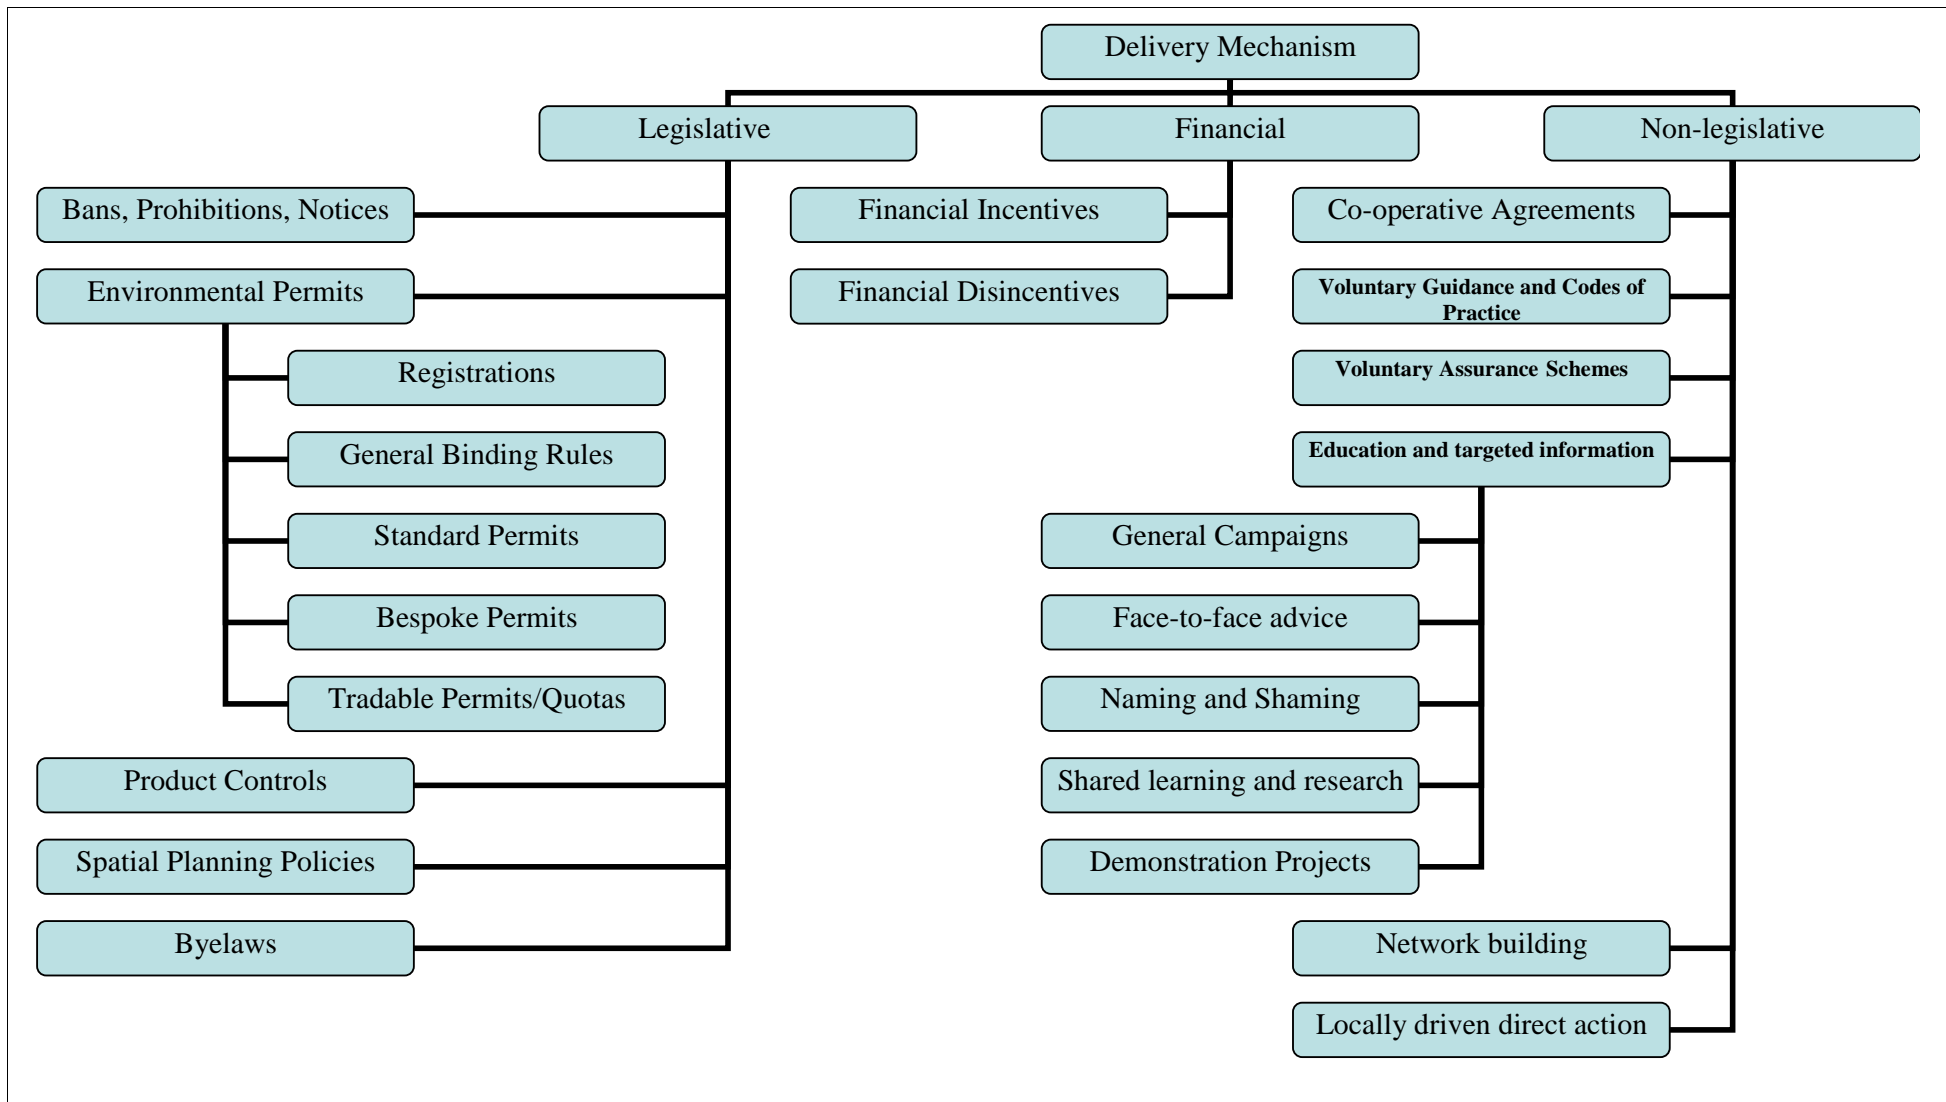 Delivery Mechanism
Legislative
Financial
Non-legislative
Bans, Prohibitions, Notices
Environmental Permits
Registrations
General Binding Rules
Standard Permits
Bespoke Permits
Tradable Permits/Quotas
Product Controls
Spatial Planning Policies
Byelaws
Financial Incentives
Financial Disincentives
Co-operative Agreements
Voluntary Guidance and Codes of
Practice
Voluntary Assurance Schemes
Education and targeted information
General Campaigns
Face-to-face advice
Naming and Shaming
Shared learning and research
Demonstration Projects
Network building
Locally driven direct action